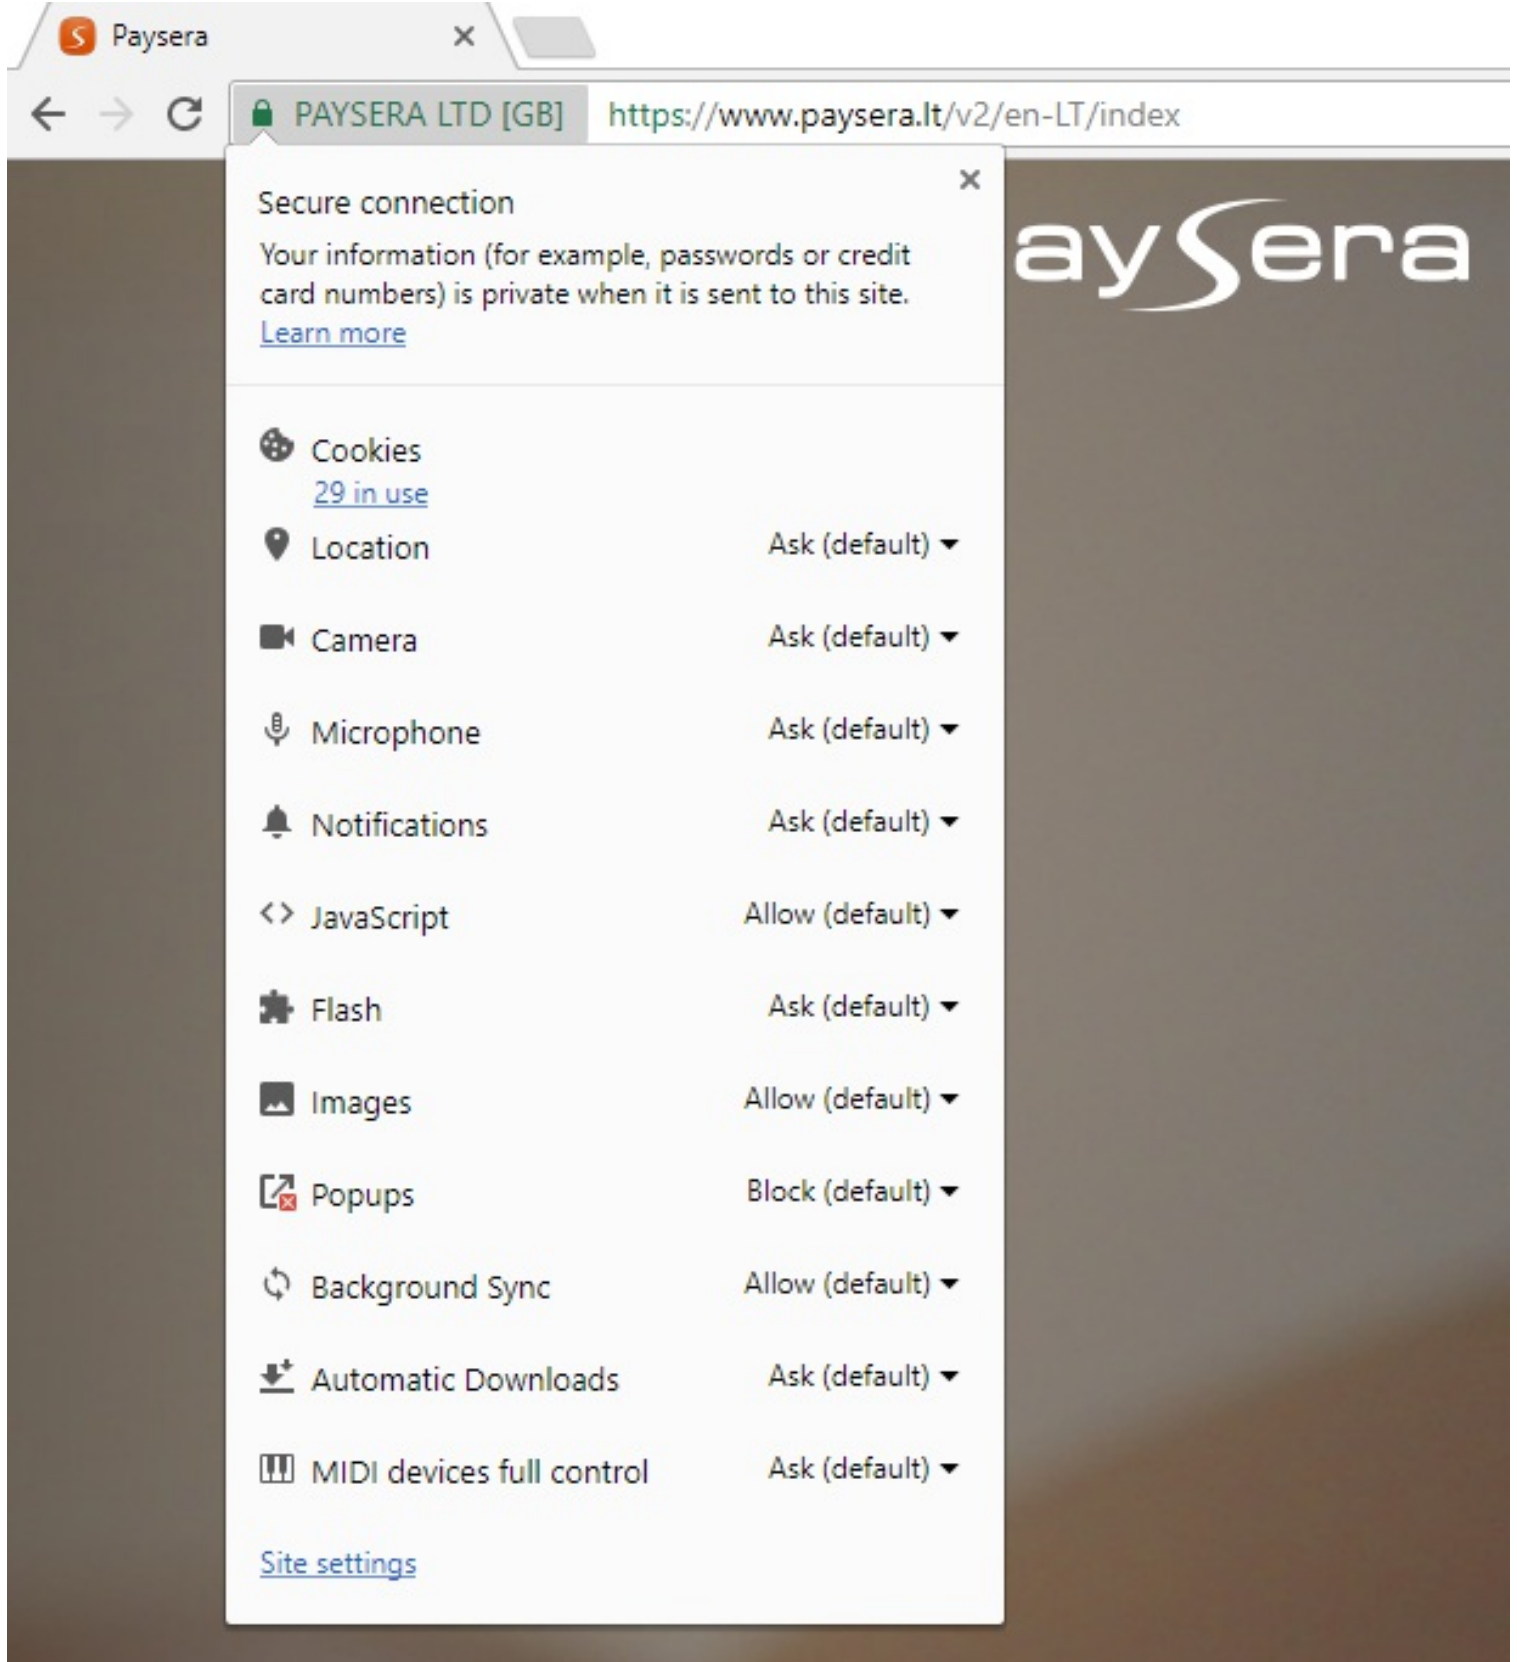 Paysera
PAYSERA LTD [GB] https://www.paysera.lt/v2/en-LT/index
Secure connection
Your information (for example, passwords or credit
card numbers) is private when it is sent to this site.
Learn more
aysera
Cookies
29 in use
Location Ask (default)
Camera Ask (default)
Microphone Ask (default)
Notifications Ask (default)
JavaScript Allow (default)
Flash Ask (default)
Images Allow (default)
Popups Block (default)
Background Sync Allow (default)
Automatic Downloads Ask (default)
MIDI devices full control Ask (default)
Site settings